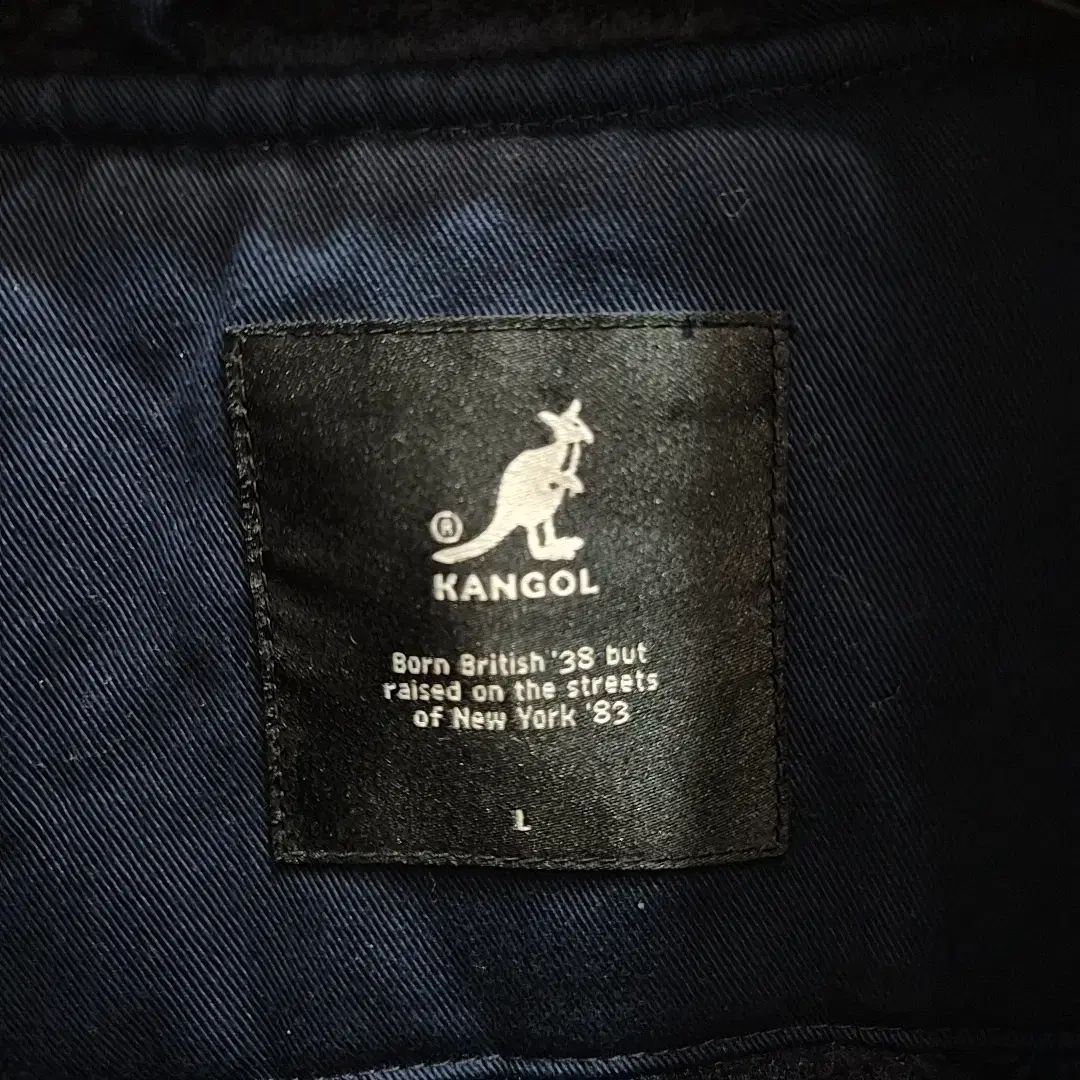 ®
KANGOL
Born British '38 but
raised on the streets
of New York '83
L